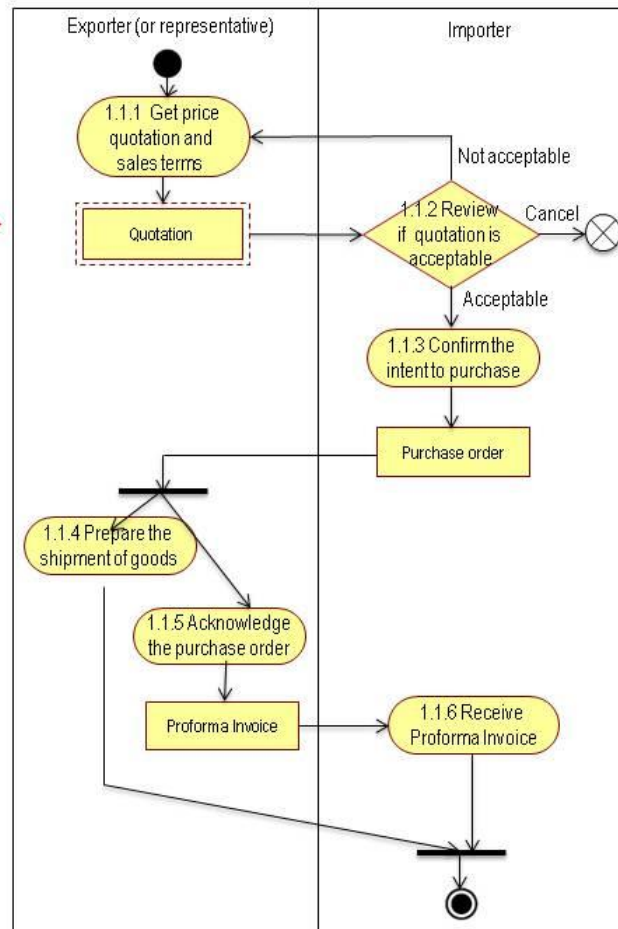 Exporter (or representative)
Importer
1.1.1 Get price
quotation and
sales terms
Not acceptable
Quotation
1.1.2 Review
if quotation is
acceptable
Cancel
Acceptable
1.1.3 Confirm the
intent to purchase
Purchase order
1.1.4 Prepare the
shipment of goods
1.1.5 Acknowledge
the purchase order
Proforma Invoice
1.1.6 Receive
Proforma Invoice